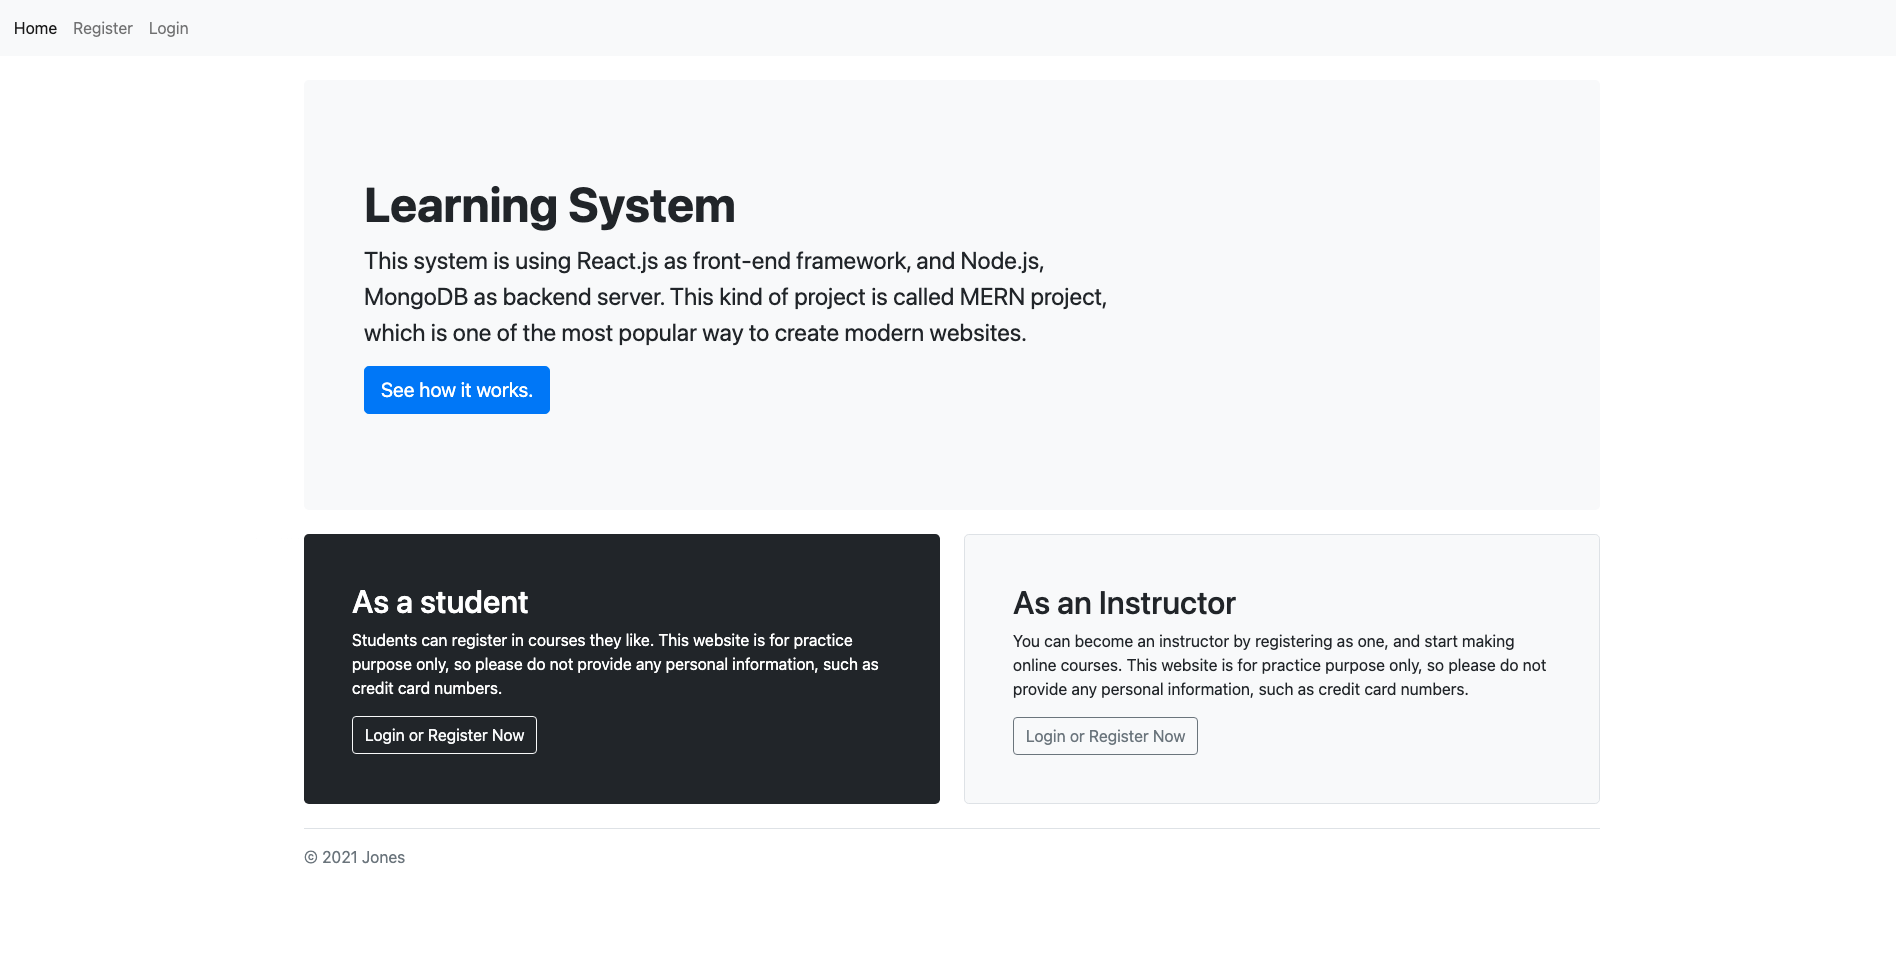 Home Register Login
Learning System
This system is using React.js as front-end framework, and Node.js,
MongoDB as backend server. This kind of project is called MERN project,
which is one of the most popular way to create modern websites.
See how it works.
As a student
Students can register in courses they like. This website is for practice
purpose only, so please do not provide any personal information, such as
credit card numbers.
Login or Register Now
As an Instructor
You can become an instructor by registering as one, and start making
online courses. This website is for practice purpose only, so please do not
provide any personal information, such as credit card numbers.
Login or Register Now
© 2021 Jones